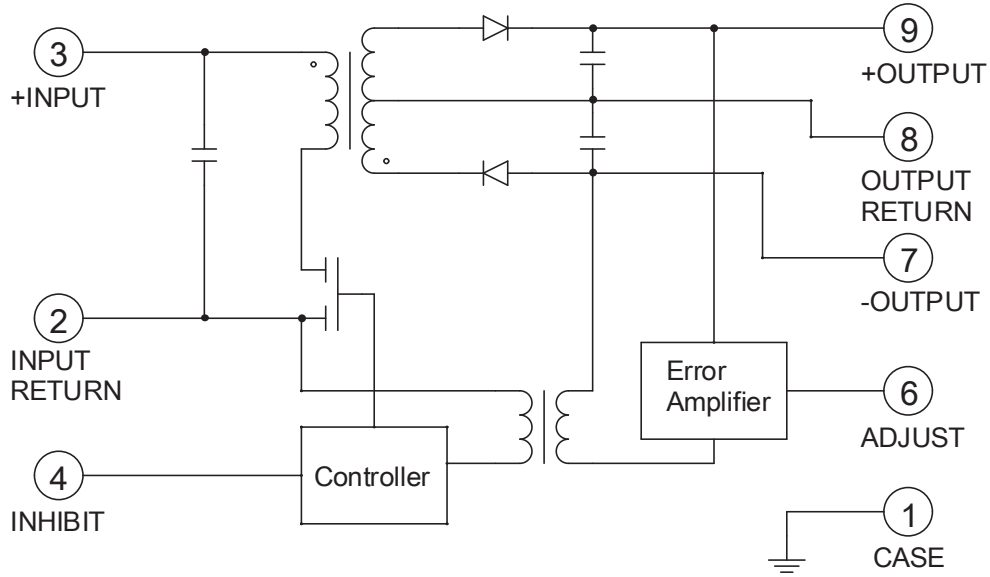 3
+INPUT
9
+OUTPUT
8
OUTPUT
RETURN
7
-OUTPUT
2
INPUT
RETURN
Error
Amplifier
6
ADJUST
4
INHIBIT
Controller
1
CASE